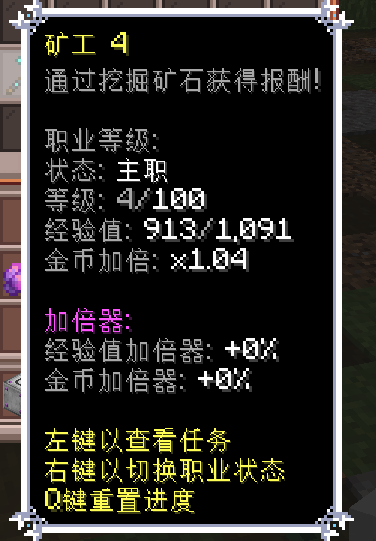 矿工 4
通过挖掘矿石获得报酬!
职业等级:
状态: 主职
等级: 4/100
经验值: 913/1,091
金币加倍: x1.04
加倍器:
经验值加倍器: +0%
金币加倍器: +0%
左键以查看任务
右键以切换职业状态
Q键重置进度